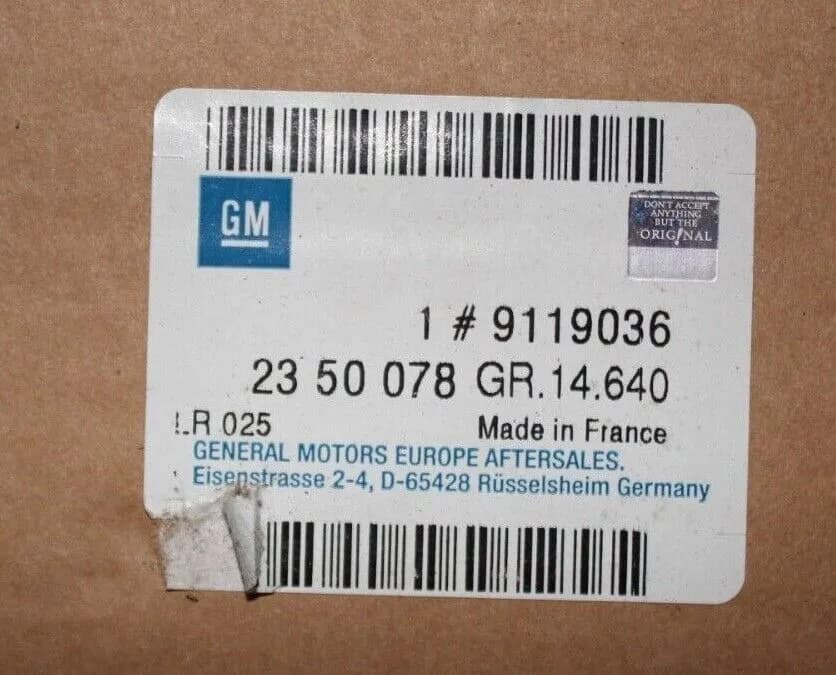 GM
DON'T ACCEPT
ANYTHING
BUT THE
ORIG!NAL
1 # 9119036
23 50 078 GR.14.640
LR 025 Made in France
GENERAL MOTORS EUROPE AFTERSALES.
Eisenstrasse 2-4, D-65428 Rüsselsheim Germany